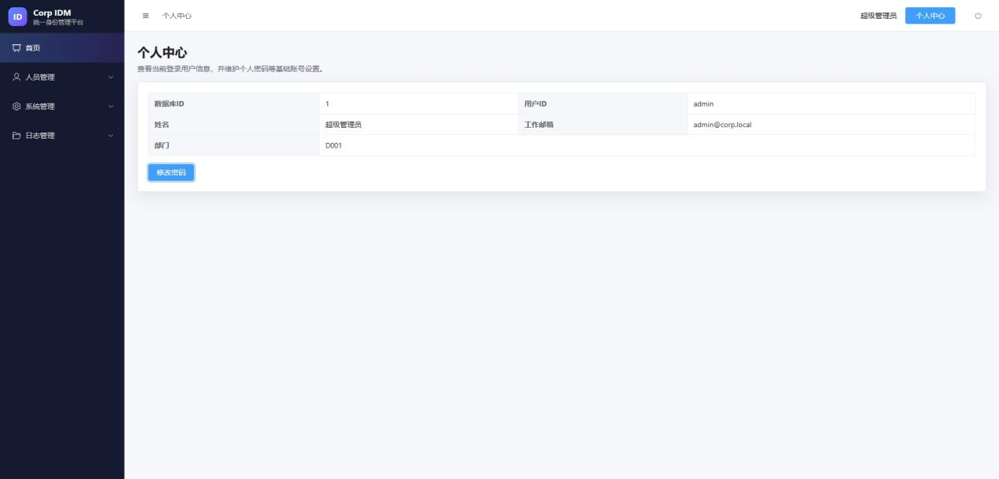 ID
Corp IDM
统一身份管理平台
首页
人员管理
系统管理
日志管理
个人中心
超级管理员
个人中心
个人中心
查看当前登录用户信息，并维护个人密码等基础账号设置。
数据库ID 1 用户ID admin
姓名 超级管理员 工作邮箱 admin@corp.local
部门 D001
修改密码